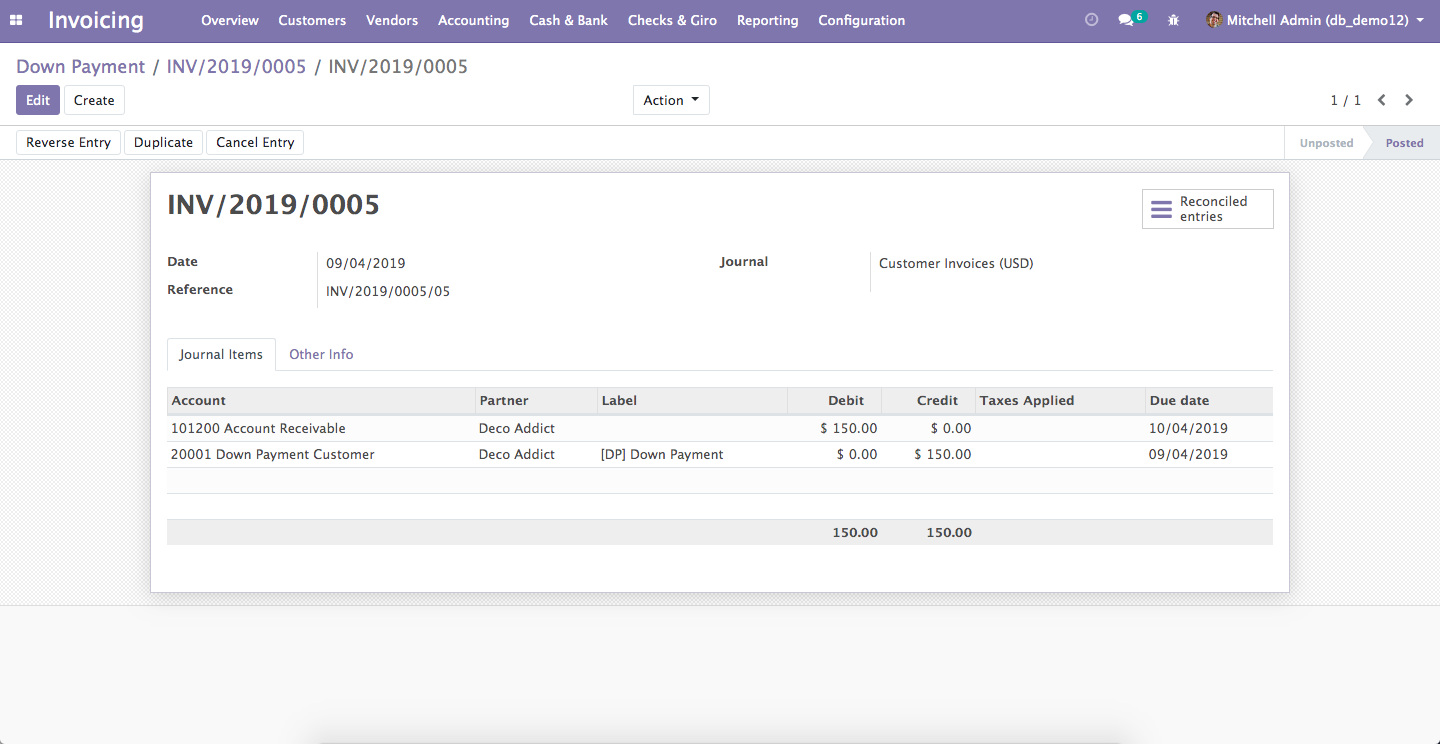 Invoicing Overview Customers Vendors Accounting Cash & Bank Checks & Giro Reporting Configuration 6 Mitchell Admin (db_demo12)
Down Payment / INV/2019/0005 / INV/2019/0005
Edit Create Action 1 / 1
Reverse Entry Duplicate Cancel Entry Unposted Posted
INV/2019/0005
Reconciled
entries
Date 09/04/2019 Journal Customer Invoices (USD)
Reference INV/2019/0005/05
Journal Items Other Info
Account Partner Label Debit Credit Taxes Applied Due date
101200 Account Receivable Deco Addict $ 150.00 $ 0.00 10/04/2019
20001 Down Payment Customer Deco Addict [DP] Down Payment $ 0.00 $ 150.00 09/04/2019
150.00 150.00